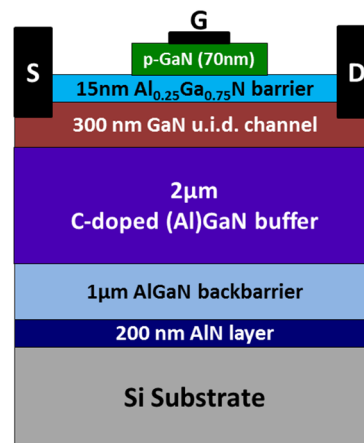 G
p-GaN (70nm)
S
D
15nm Al₀.₂₅Ga₀.₇₅N barrier
300 nm GaN u.i.d. channel
2µm
C-doped (Al)GaN buffer
1µm AlGaN backbarrier
200 nm AlN layer
Si Substrate